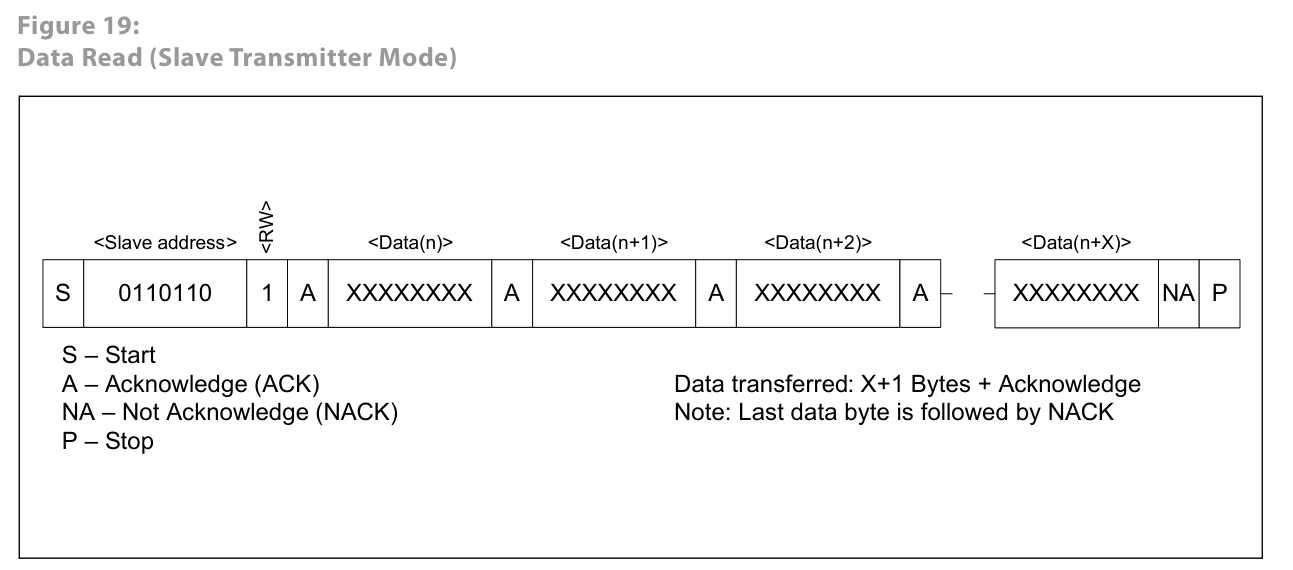 Figure 19:
Data Read (Slave Transmitter Mode)
<Slave address> <RW> <Data(n)> <Data(n+1)> <Data(n+2)> <Data(n+X)>
S 0110110 1 A XXXXXXXX A XXXXXXXX A XXXXXXXX A XXXXXXXX NA P
S – Start
A – Acknowledge (ACK)
NA – Not Acknowledge (NACK)
P – Stop
Data transferred: X+1 Bytes + Acknowledge
Note: Last data byte is followed by NACK